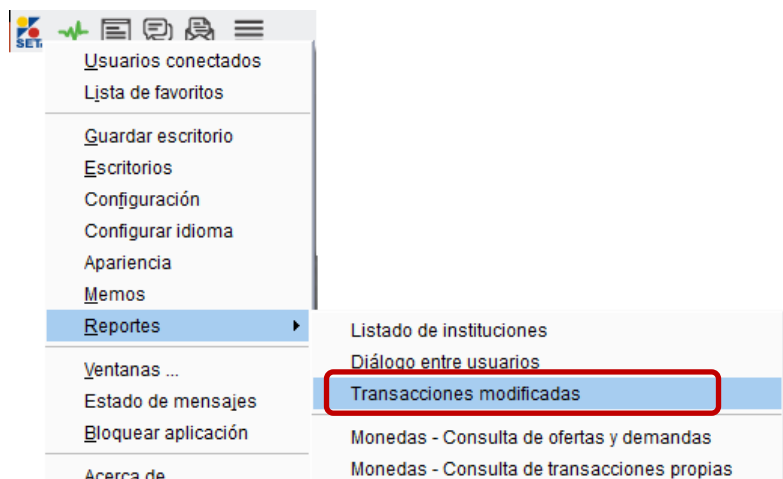 SET
Usuarios conectados
Lista de favoritos
Guardar escritorio
Escritorios
Configuración
Configurar idioma
Apariencia
Memos
Reportes
Listado de instituciones
Diálogo entre usuarios
Ventanas ...
Transacciones modificadas
Estado de mensajes
Bloquear aplicación
Monedas - Consulta de ofertas y demandas
Acerca de
Monedas - Consulta de transacciones propias